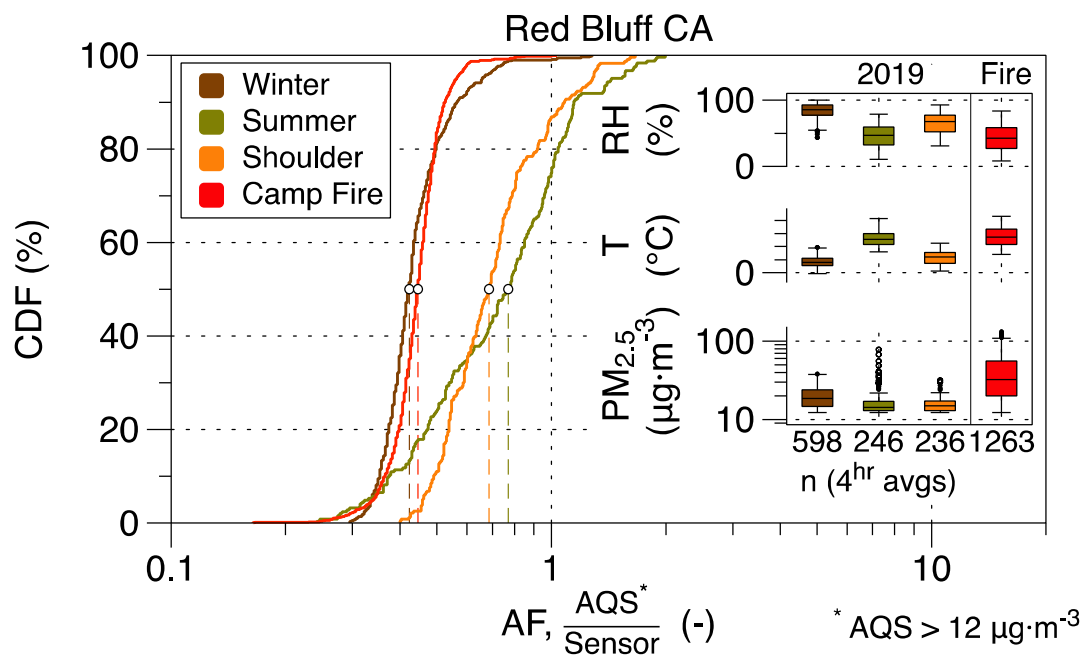 Red Bluff CA
100
80
60
40
20
0
CDF (%)
Winter
Summer
Shoulder
Camp Fire
2019 Fire
RH
(%)
100
0
T
(°C)
0
PM2.5
(µg·m-3)
100
10
598 246 236 1263
n (4hr avgs)
0.1 1 10
AF, AQS* / Sensor (-)
* AQS > 12 µg·m-3